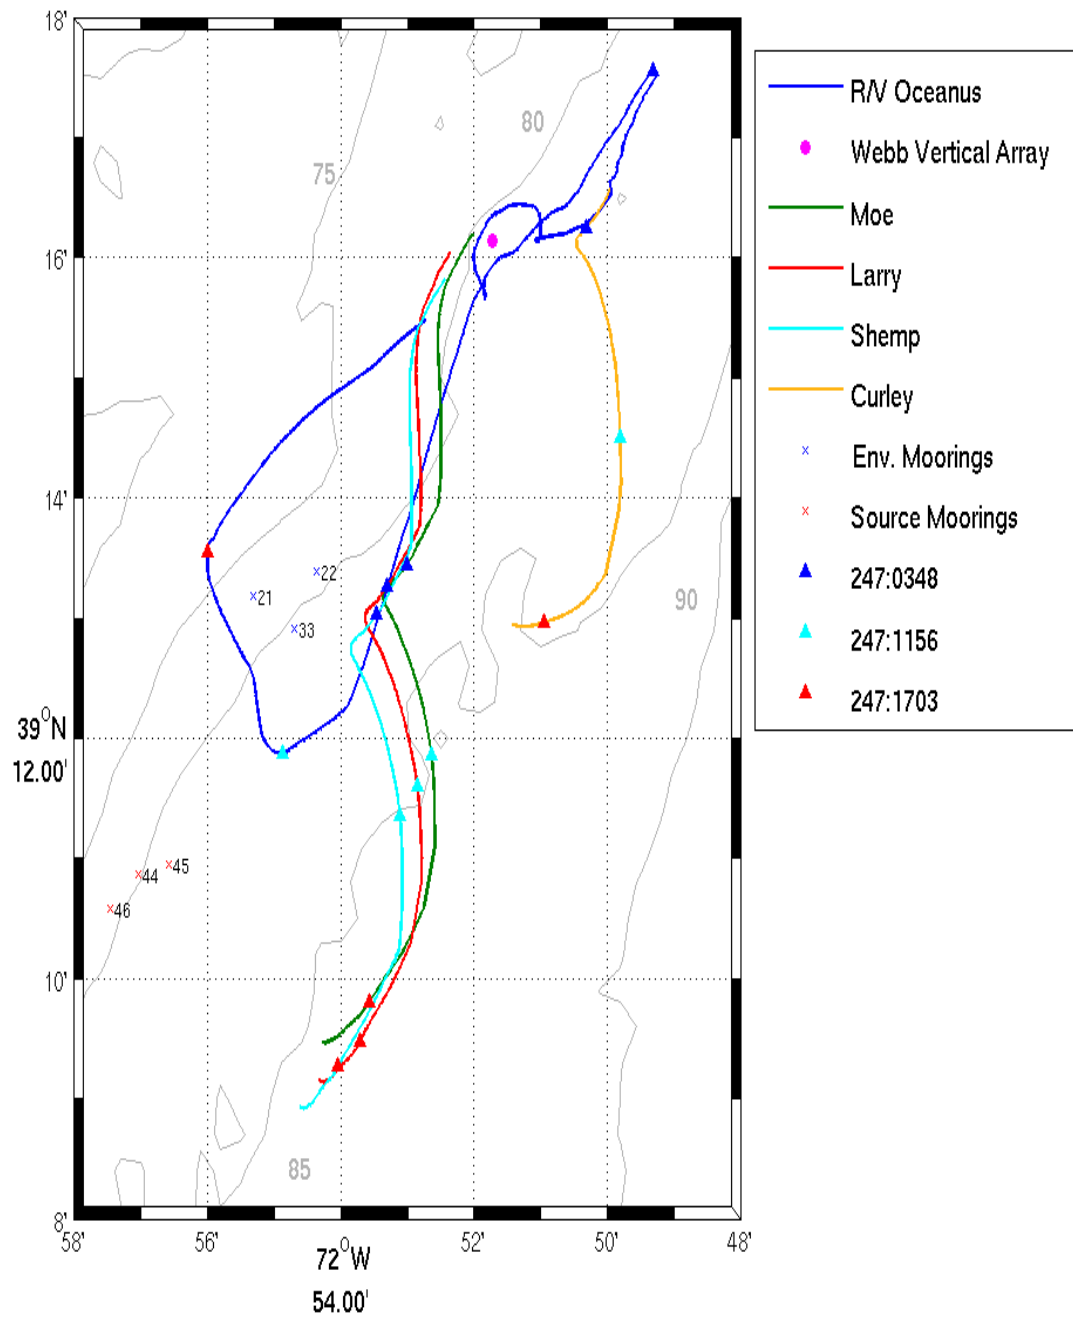 18'
80
75
16'
14'
90
39°N
12.00'
10'
8'
85
21
22
33
45
44
46
58'
56'
72°W
54.00'
52'
50'
48'
R/V Oceanus
Webb Vertical Array
Moe
Larry
Shemp
Curley
Env. Moorings
Source Moorings
247:0348
247:1156
247:1703